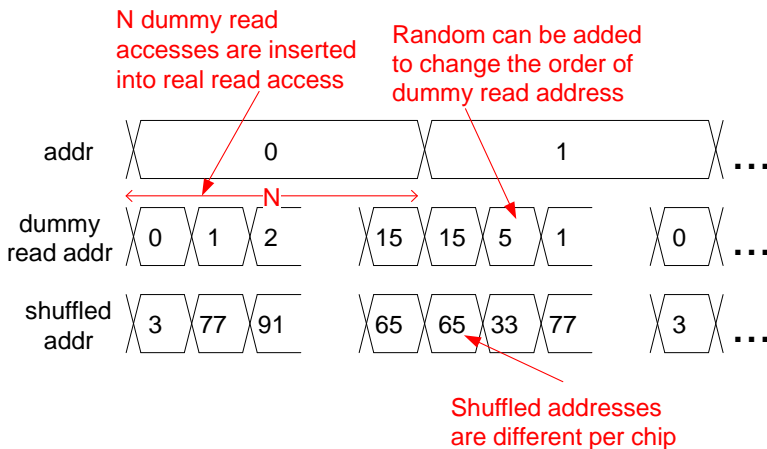 N dummy read
accesses are inserted
into real read access
Random can be added
to change the order of
dummy read address
addr 0 1 ...
N
dummy
read addr 0 1 2 15 15 5 1 0 ...
shuffled
addr 3 77 91 65 65 33 77 3 ...
Shuffled addresses
are different per chip